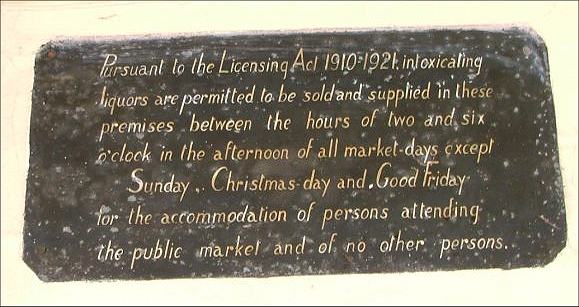 Pursuant to the Licensing Act 1910-1921, intoxicating
liquors are permitted to be sold and supplied in these
premises between the hours of two and six
o'clock in the afternoon of all market-days except
Sunday, Christmas-day and Good Friday
for the accommodation of persons attending
the public market and of no other persons.